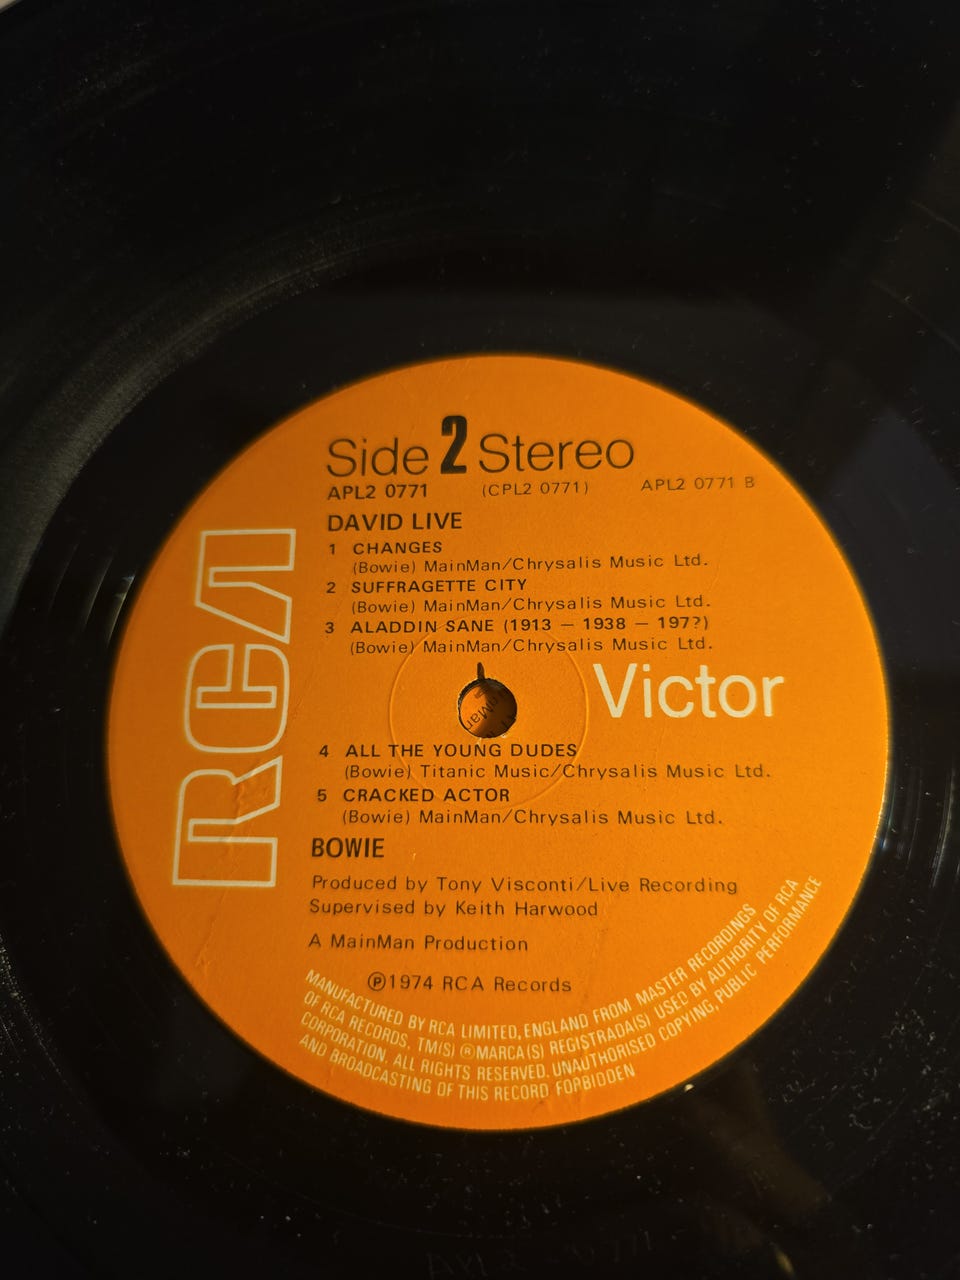 Side 2 Stereo
APL2 0771 (CPL2 0771) APL2 0771 B
DAVID LIVE
1 CHANGES
(Bowie) MainMan/Chrysalis Music Ltd.
2 SUFFRAGETTE CITY
(Bowie) MainMan/Chrysalis Music Ltd.
3 ALADDIN SANE (1913 — 1938 — 197?)
(Bowie) MainMan/Chrysalis Music Ltd.
RCA
Victor
4 ALL THE YOUNG DUDES
(Bowie) Titanic Music/Chrysalis Music Ltd.
5 CRACKED ACTOR
(Bowie) MainMan/Chrysalis Music Ltd.
BOWIE
Produced by Tony Visconti/Live Recording
Supervised by Keith Harwood
A MainMan Production
℗1974 RCA Records
MANUFACTURED BY RCA LIMITED, ENGLAND FROM MASTER RECORDINGS
OF RCA RECORDS, TM(S) ® MARCA(S) REGISTRADA(S) USED BY AUTHORITY OF RCA
CORPORATION. ALL RIGHTS RESERVED. UNAUTHORISED COPYING, PUBLIC PERFORMANCE
AND BROADCASTING OF THIS RECORD FORBIDDEN